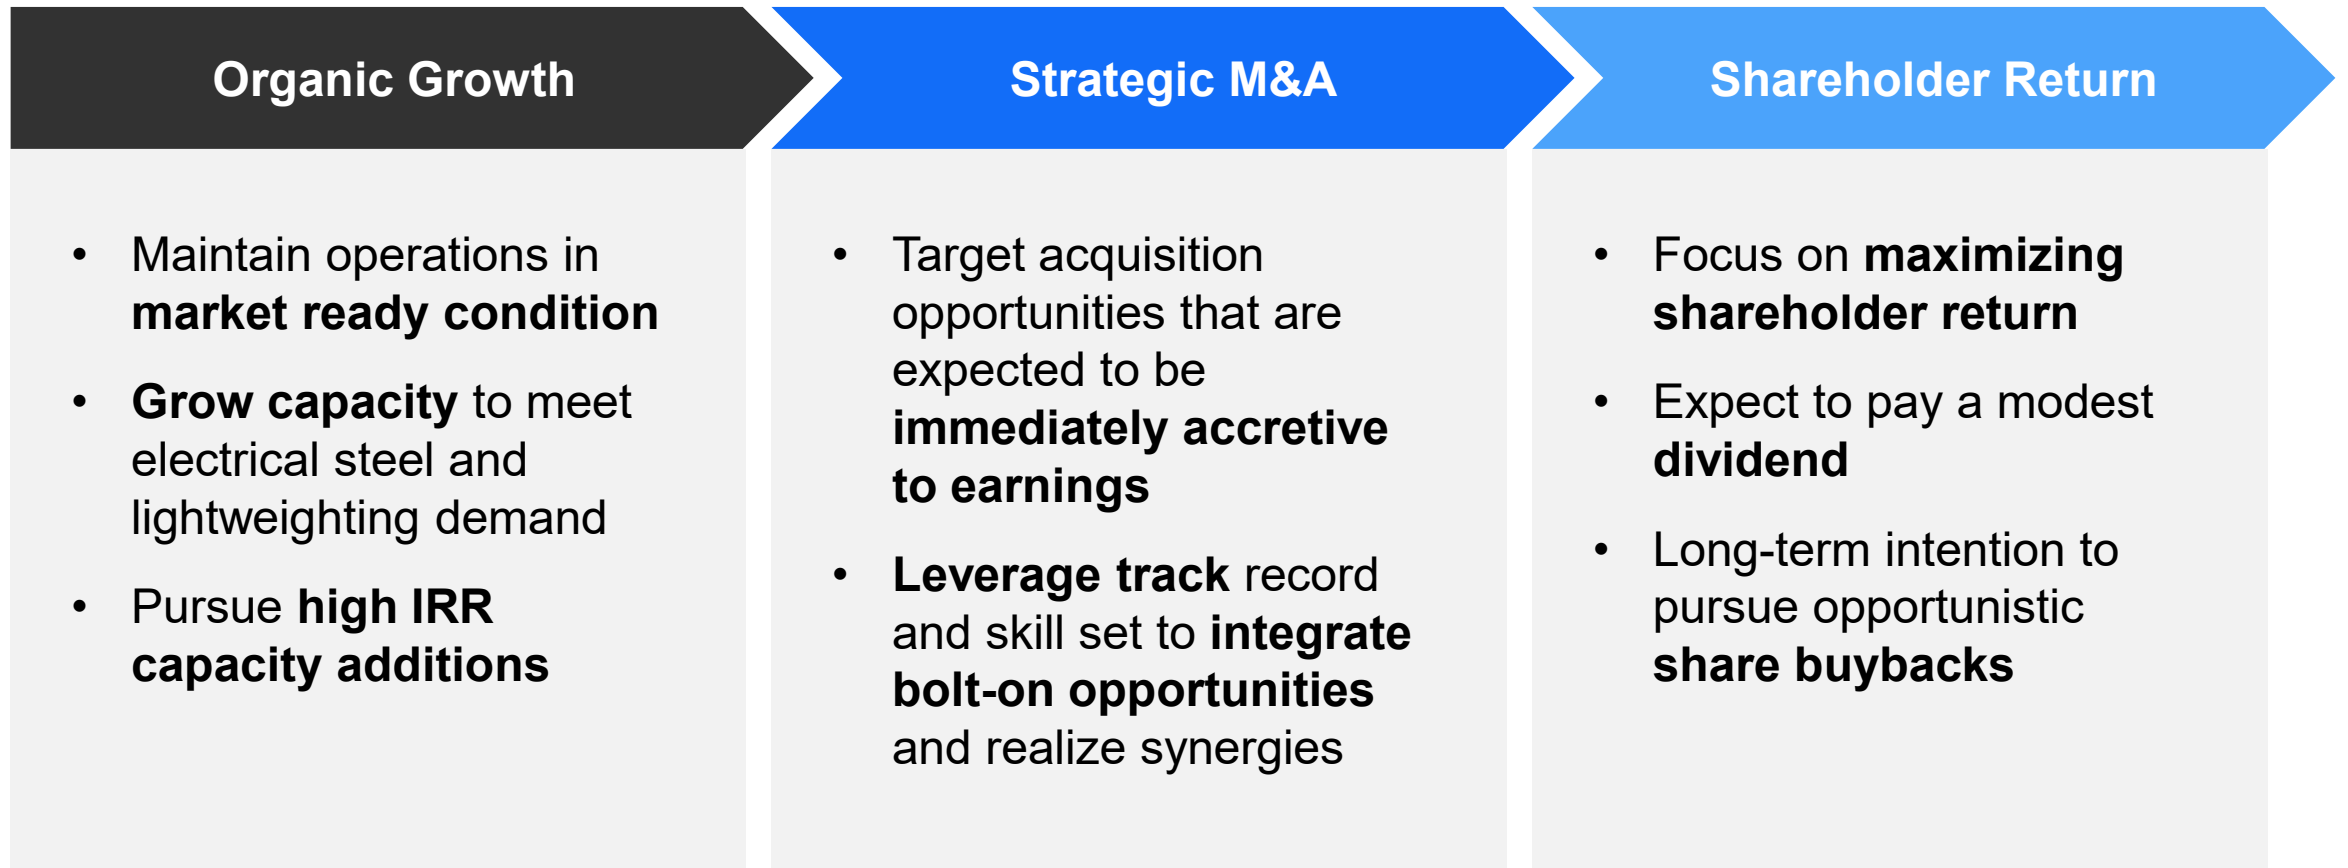 Organic Growth
• Maintain operations in
market ready condition
• Grow capacity to meet
electrical steel and
lightweighting demand
• Pursue high IRR
capacity additions
Strategic M&A
• Target acquisition
opportunities that are
expected to be
immediately accretive
to earnings
• Leverage track record
and skill set to integrate
bolt-on opportunities
and realize synergies
Shareholder Return
• Focus on maximizing
shareholder return
• Expect to pay a modest
dividend
• Long-term intention to
pursue opportunistic
share buybacks